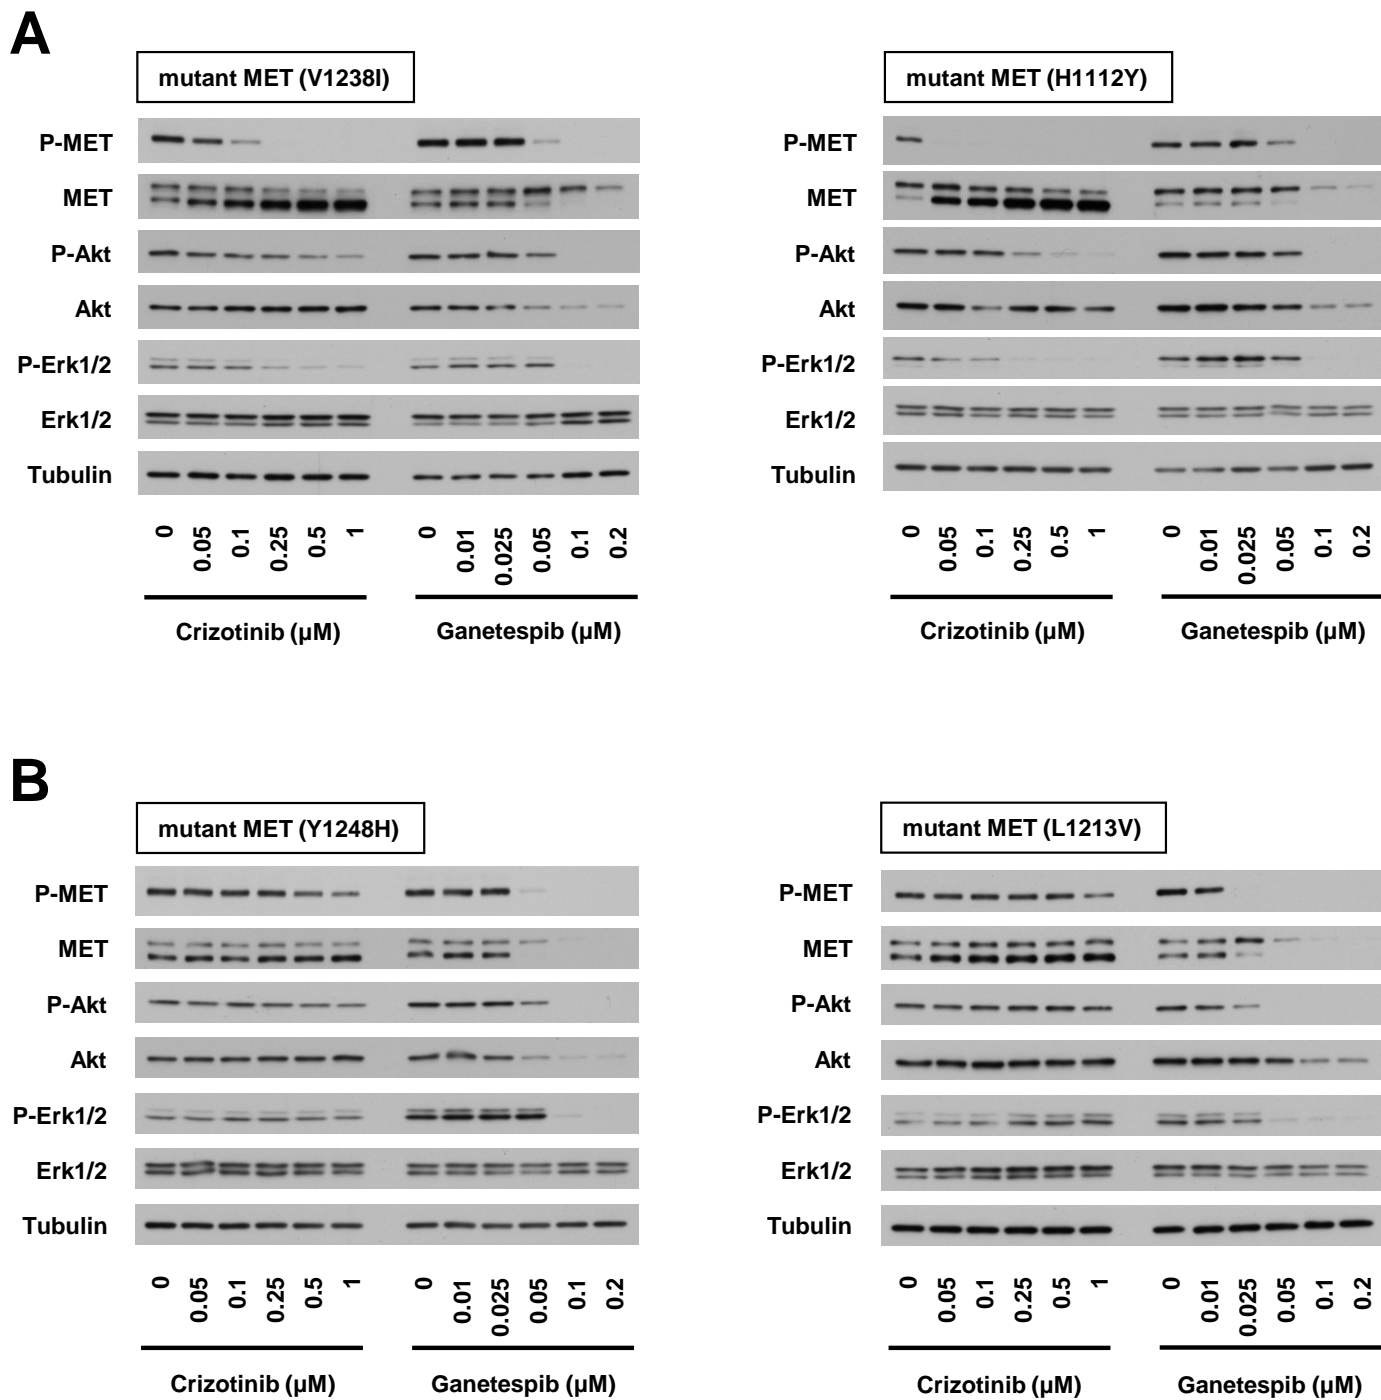 A
mutant MET (V1238I)
P-MET
MET
P-Akt
Akt
P-Erk1/2
Erk1/2
Tubulin
0 0.05 0.1 0.25 0.5 1 0 0.01 0.025 0.05 0.1 0.2
Crizotinib (µM) Ganetespib (µM)
mutant MET (H1112Y)
P-MET
MET
P-Akt
Akt
P-Erk1/2
Erk1/2
Tubulin
0 0.05 0.1 0.25 0.5 1 0 0.01 0.025 0.05 0.1 0.2
Crizotinib (µM) Ganetespib (µM)
B
mutant MET (Y1248H)
P-MET
MET
P-Akt
Akt
P-Erk1/2
Erk1/2
Tubulin
0 0.05 0.1 0.25 0.5 1 0 0.01 0.025 0.05 0.1 0.2
Crizotinib (µM) Ganetespib (µM)
mutant MET (L1213V)
P-MET
MET
P-Akt
Akt
P-Erk1/2
Erk1/2
Tubulin
0 0.05 0.1 0.25 0.5 1 0 0.01 0.025 0.05 0.1 0.2
Crizotinib (µM) Ganetespib (µM)